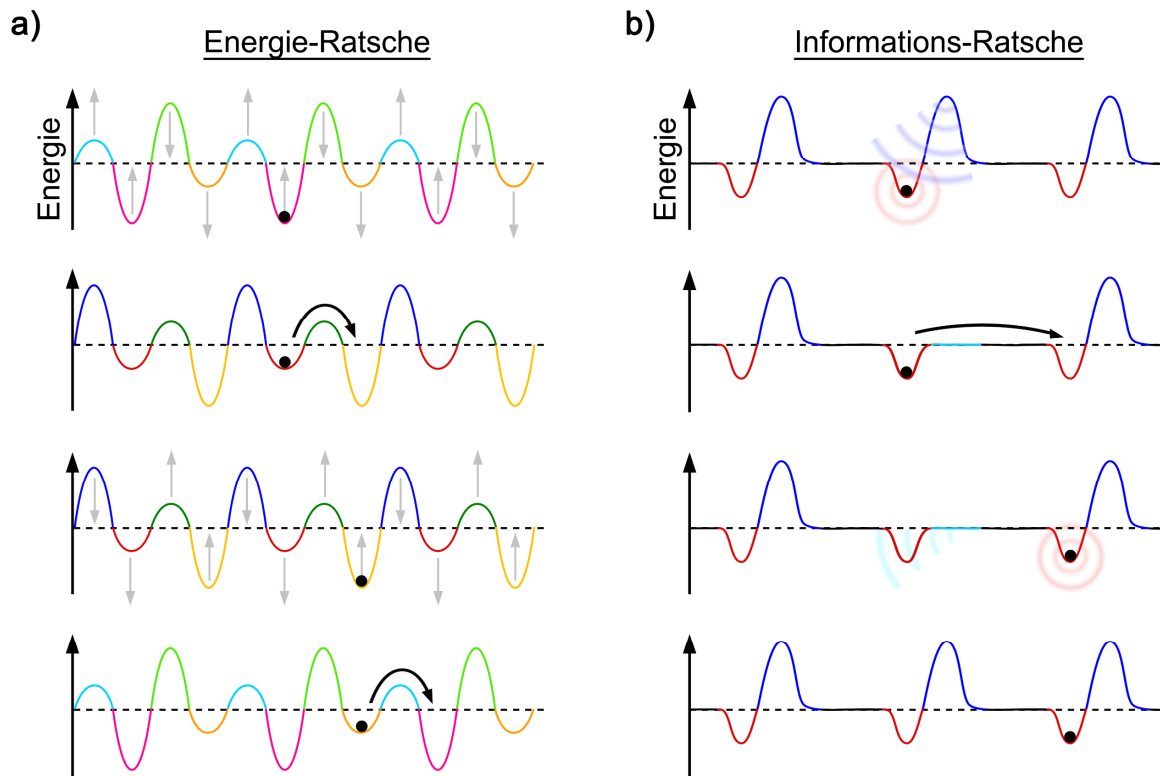 a)
Energie-Ratsche
Energie
b)
Informations-Ratsche
Energie